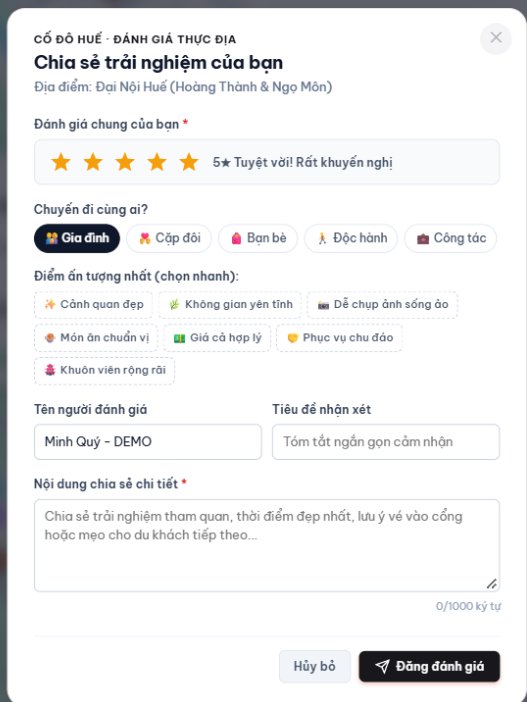 CỐ ĐÔ HUẾ · ĐÁNH GIÁ THỰC ĐỊA
Chia sẻ trải nghiệm của bạn
Địa điểm: Đại Nội Huế (Hoàng Thành & Ngọ Môn)
Đánh giá chung của bạn *
5★ Tuyệt vời! Rất khuyến nghị
Chuyến đi cùng ai?
Gia đình Cặp đôi Bạn bè Độc hành Công tác
Điểm ấn tượng nhất (chọn nhanh):
Cảnh quan đẹp Không gian yên tĩnh Dễ chụp ảnh sống ảo
Món ăn chuẩn vị Giá cả hợp lý Phục vụ chu đáo
Khuôn viên rộng rãi
Tên người đánh giá Tiêu đề nhận xét
Minh Quý - DEMO Tóm tắt ngắn gọn cảm nhận
Nội dung chia sẻ chi tiết *
Chia sẻ trải nghiệm tham quan, thời điểm đẹp nhất, lưu ý vé vào cổng
hoặc mẹo cho du khách tiếp theo...
0/1000 ký tự
Hủy bỏ Đăng đánh giá